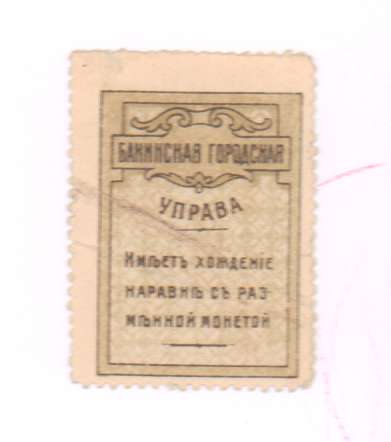 БАКИНСКАЯ ГОРОДСКАЯ
УПРАВА
ИМѢЕТЪ ХОЖДЕНІЕ
НАРАВНѢ СЪ РАЗ-
МѢННОЙ МОНЕТОЙ